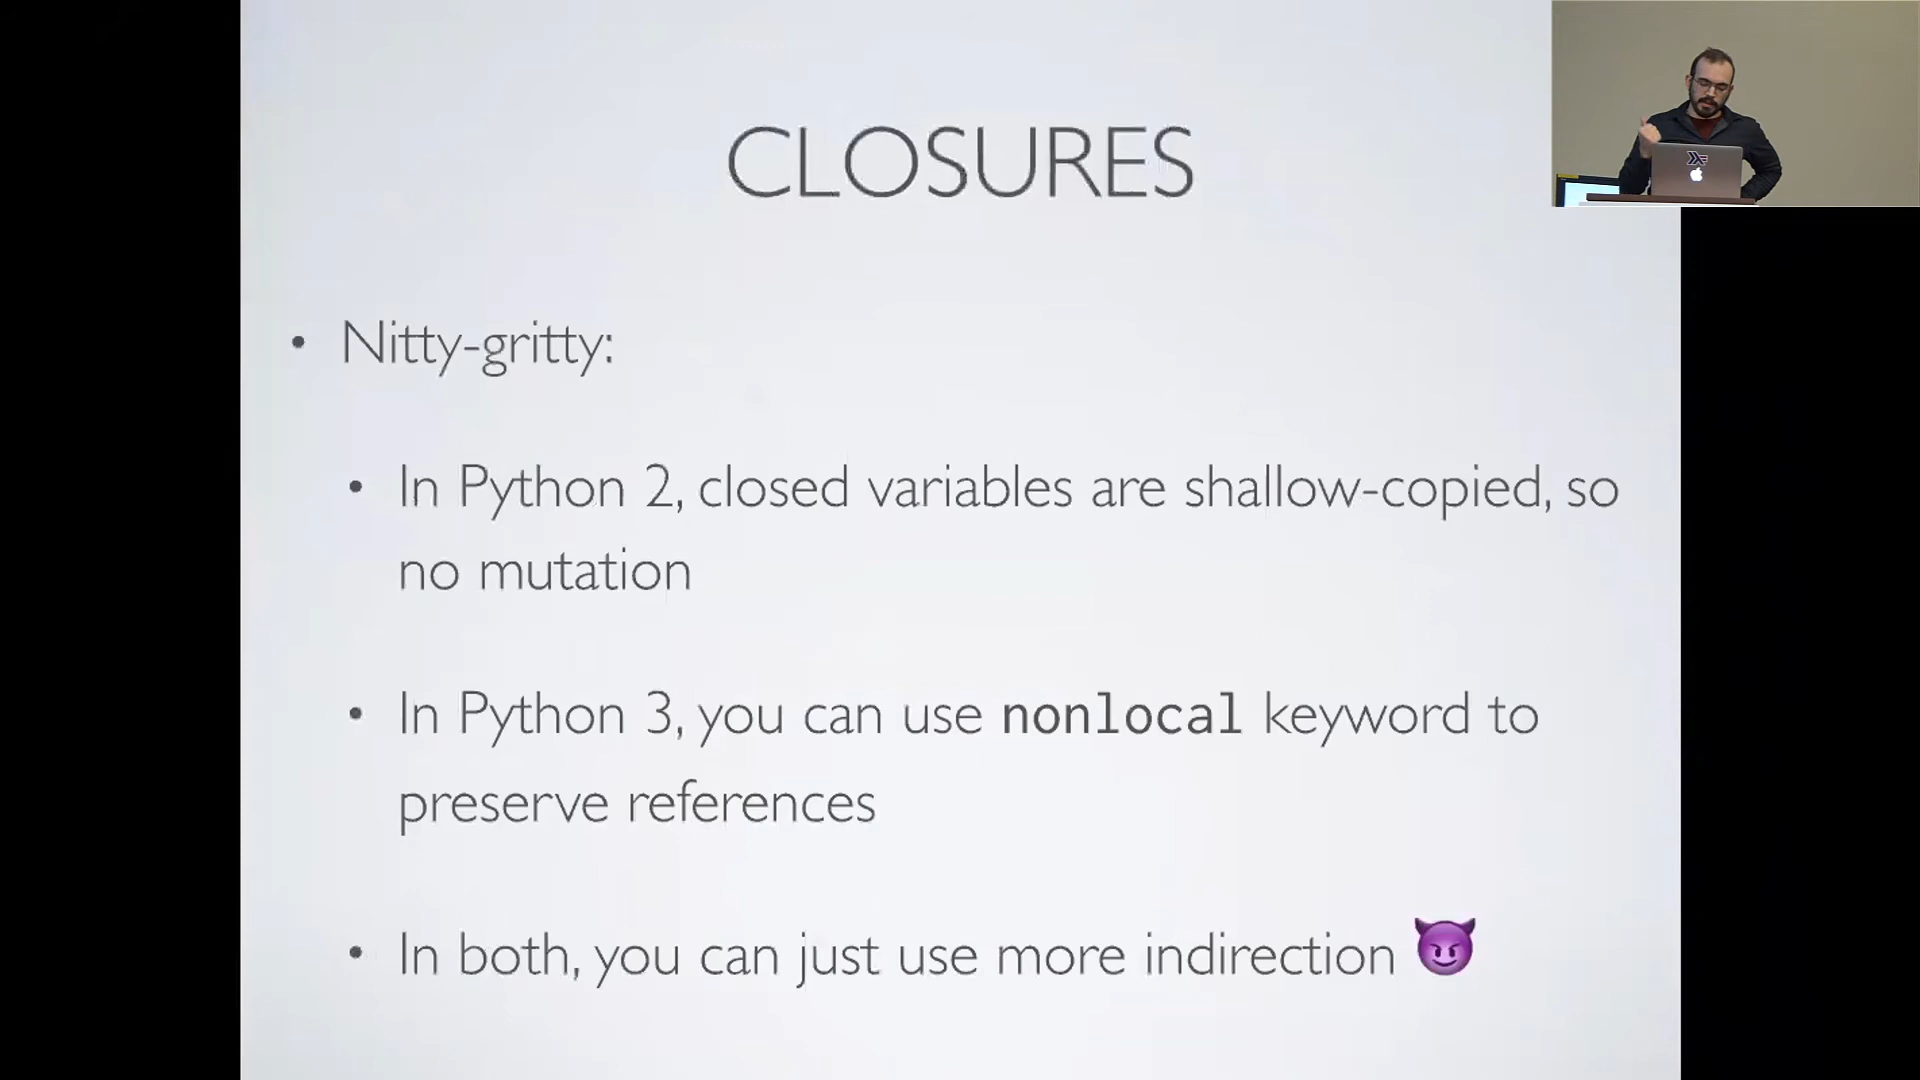 CLOSURES
• Nitty-gritty:
• In Python 2, closed variables are shallow-copied, so
no mutation
• In Python 3, you can use nonlocal keyword to
preserve references
• In both, you can just use more indirection 😈